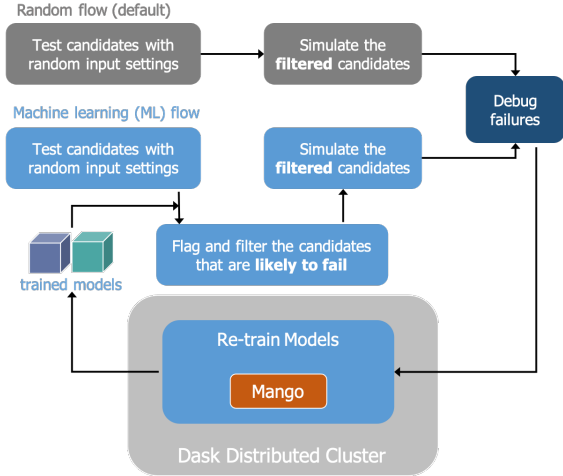 Random flow (default)
Test candidates with
random input settings
Simulate the
filtered candidates
Debug
failures
Machine learning (ML) flow
Test candidates with
random input settings
Simulate the
filtered candidates
Flag and filter the candidates
that are likely to fail
trained models
Re-train Models
Mango
Dask Distributed Cluster